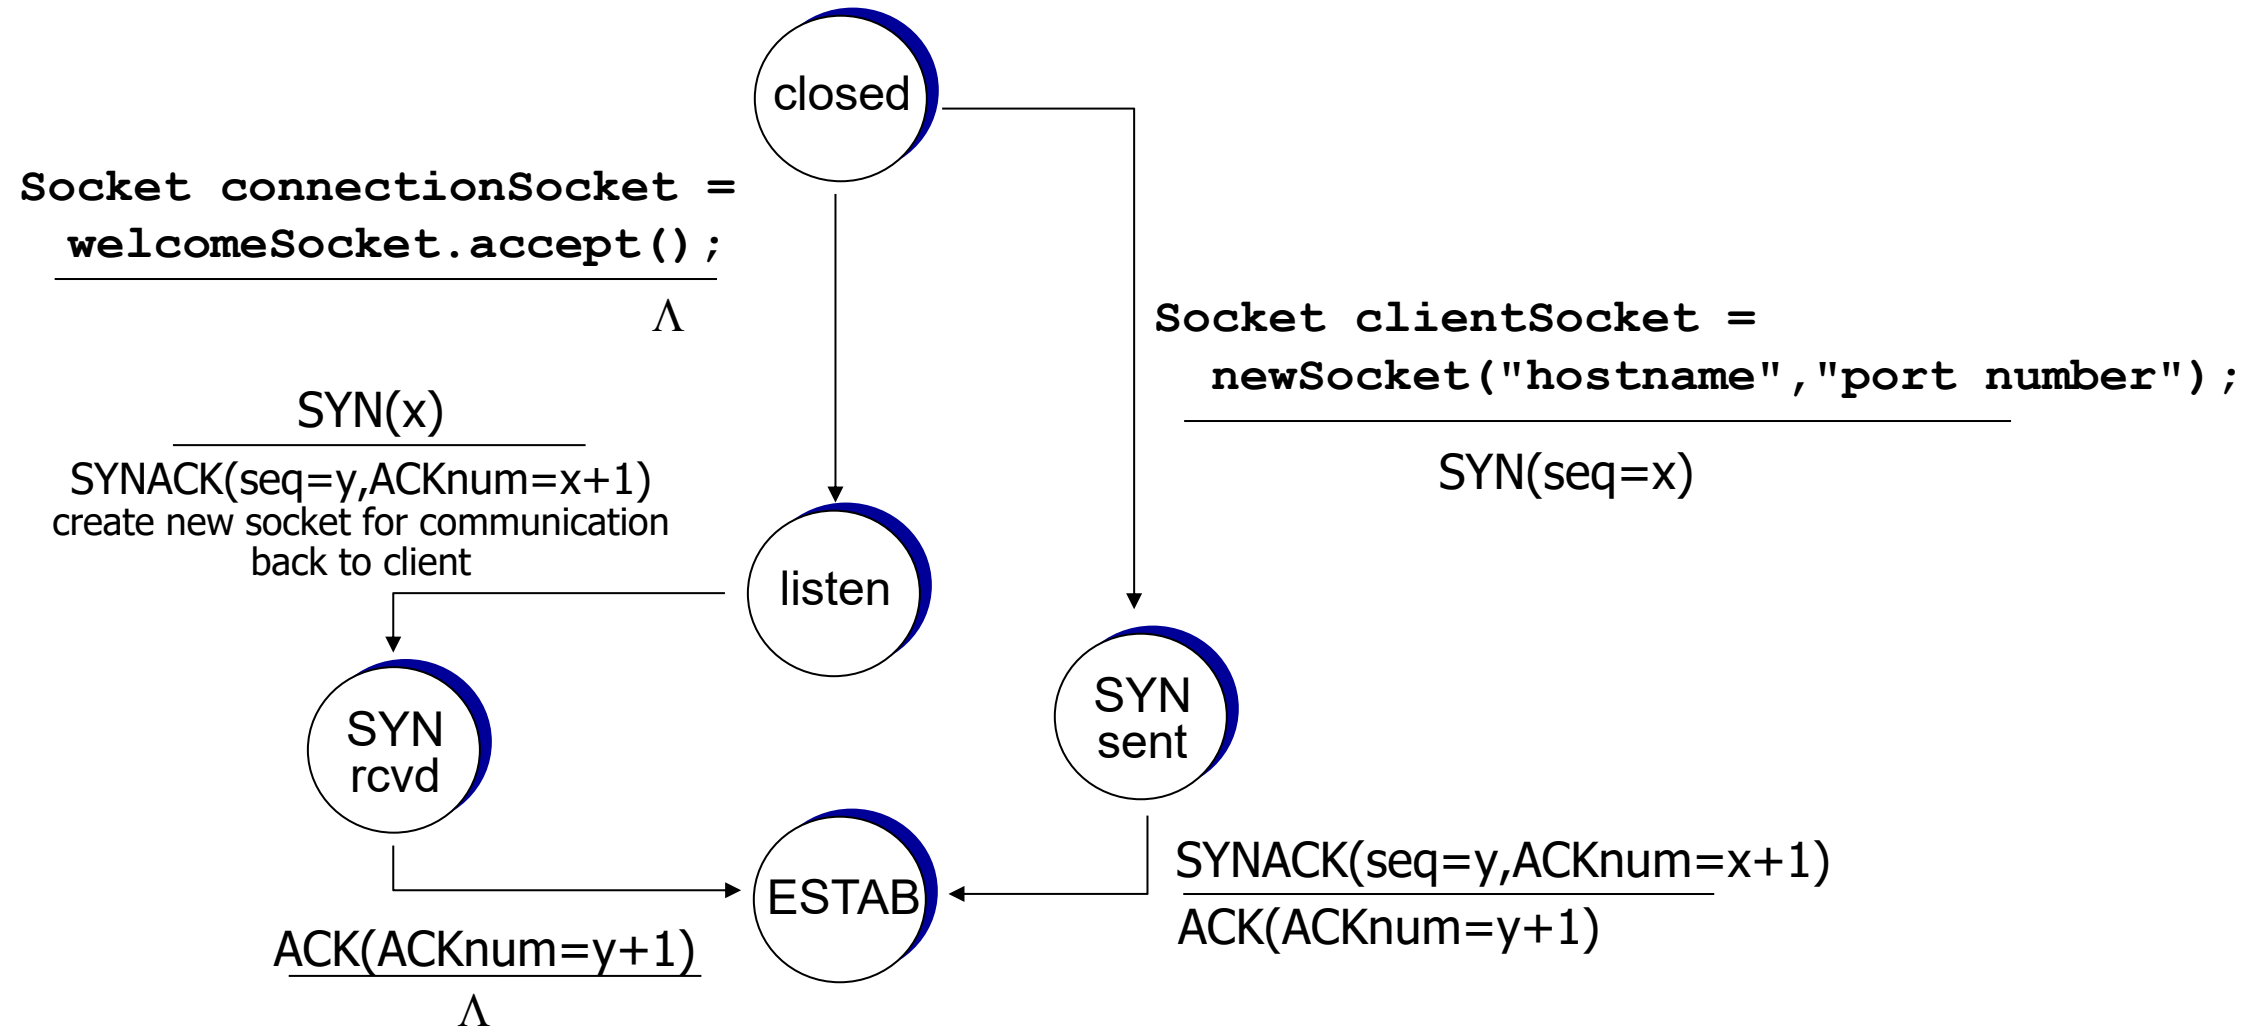 closed
Socket connectionSocket =
welcomeSocket.accept();
Λ
Socket clientSocket =
newSocket("hostname","port number");
SYN(seq=x)
SYN(x)
SYNACK(seq=y,ACKnum=x+1)
create new socket for communication
back to client
listen
SYN
rcvd
SYN
sent
ESTAB
SYNACK(seq=y,ACKnum=x+1)
ACK(ACKnum=y+1)
ACK(ACKnum=y+1)
Λ